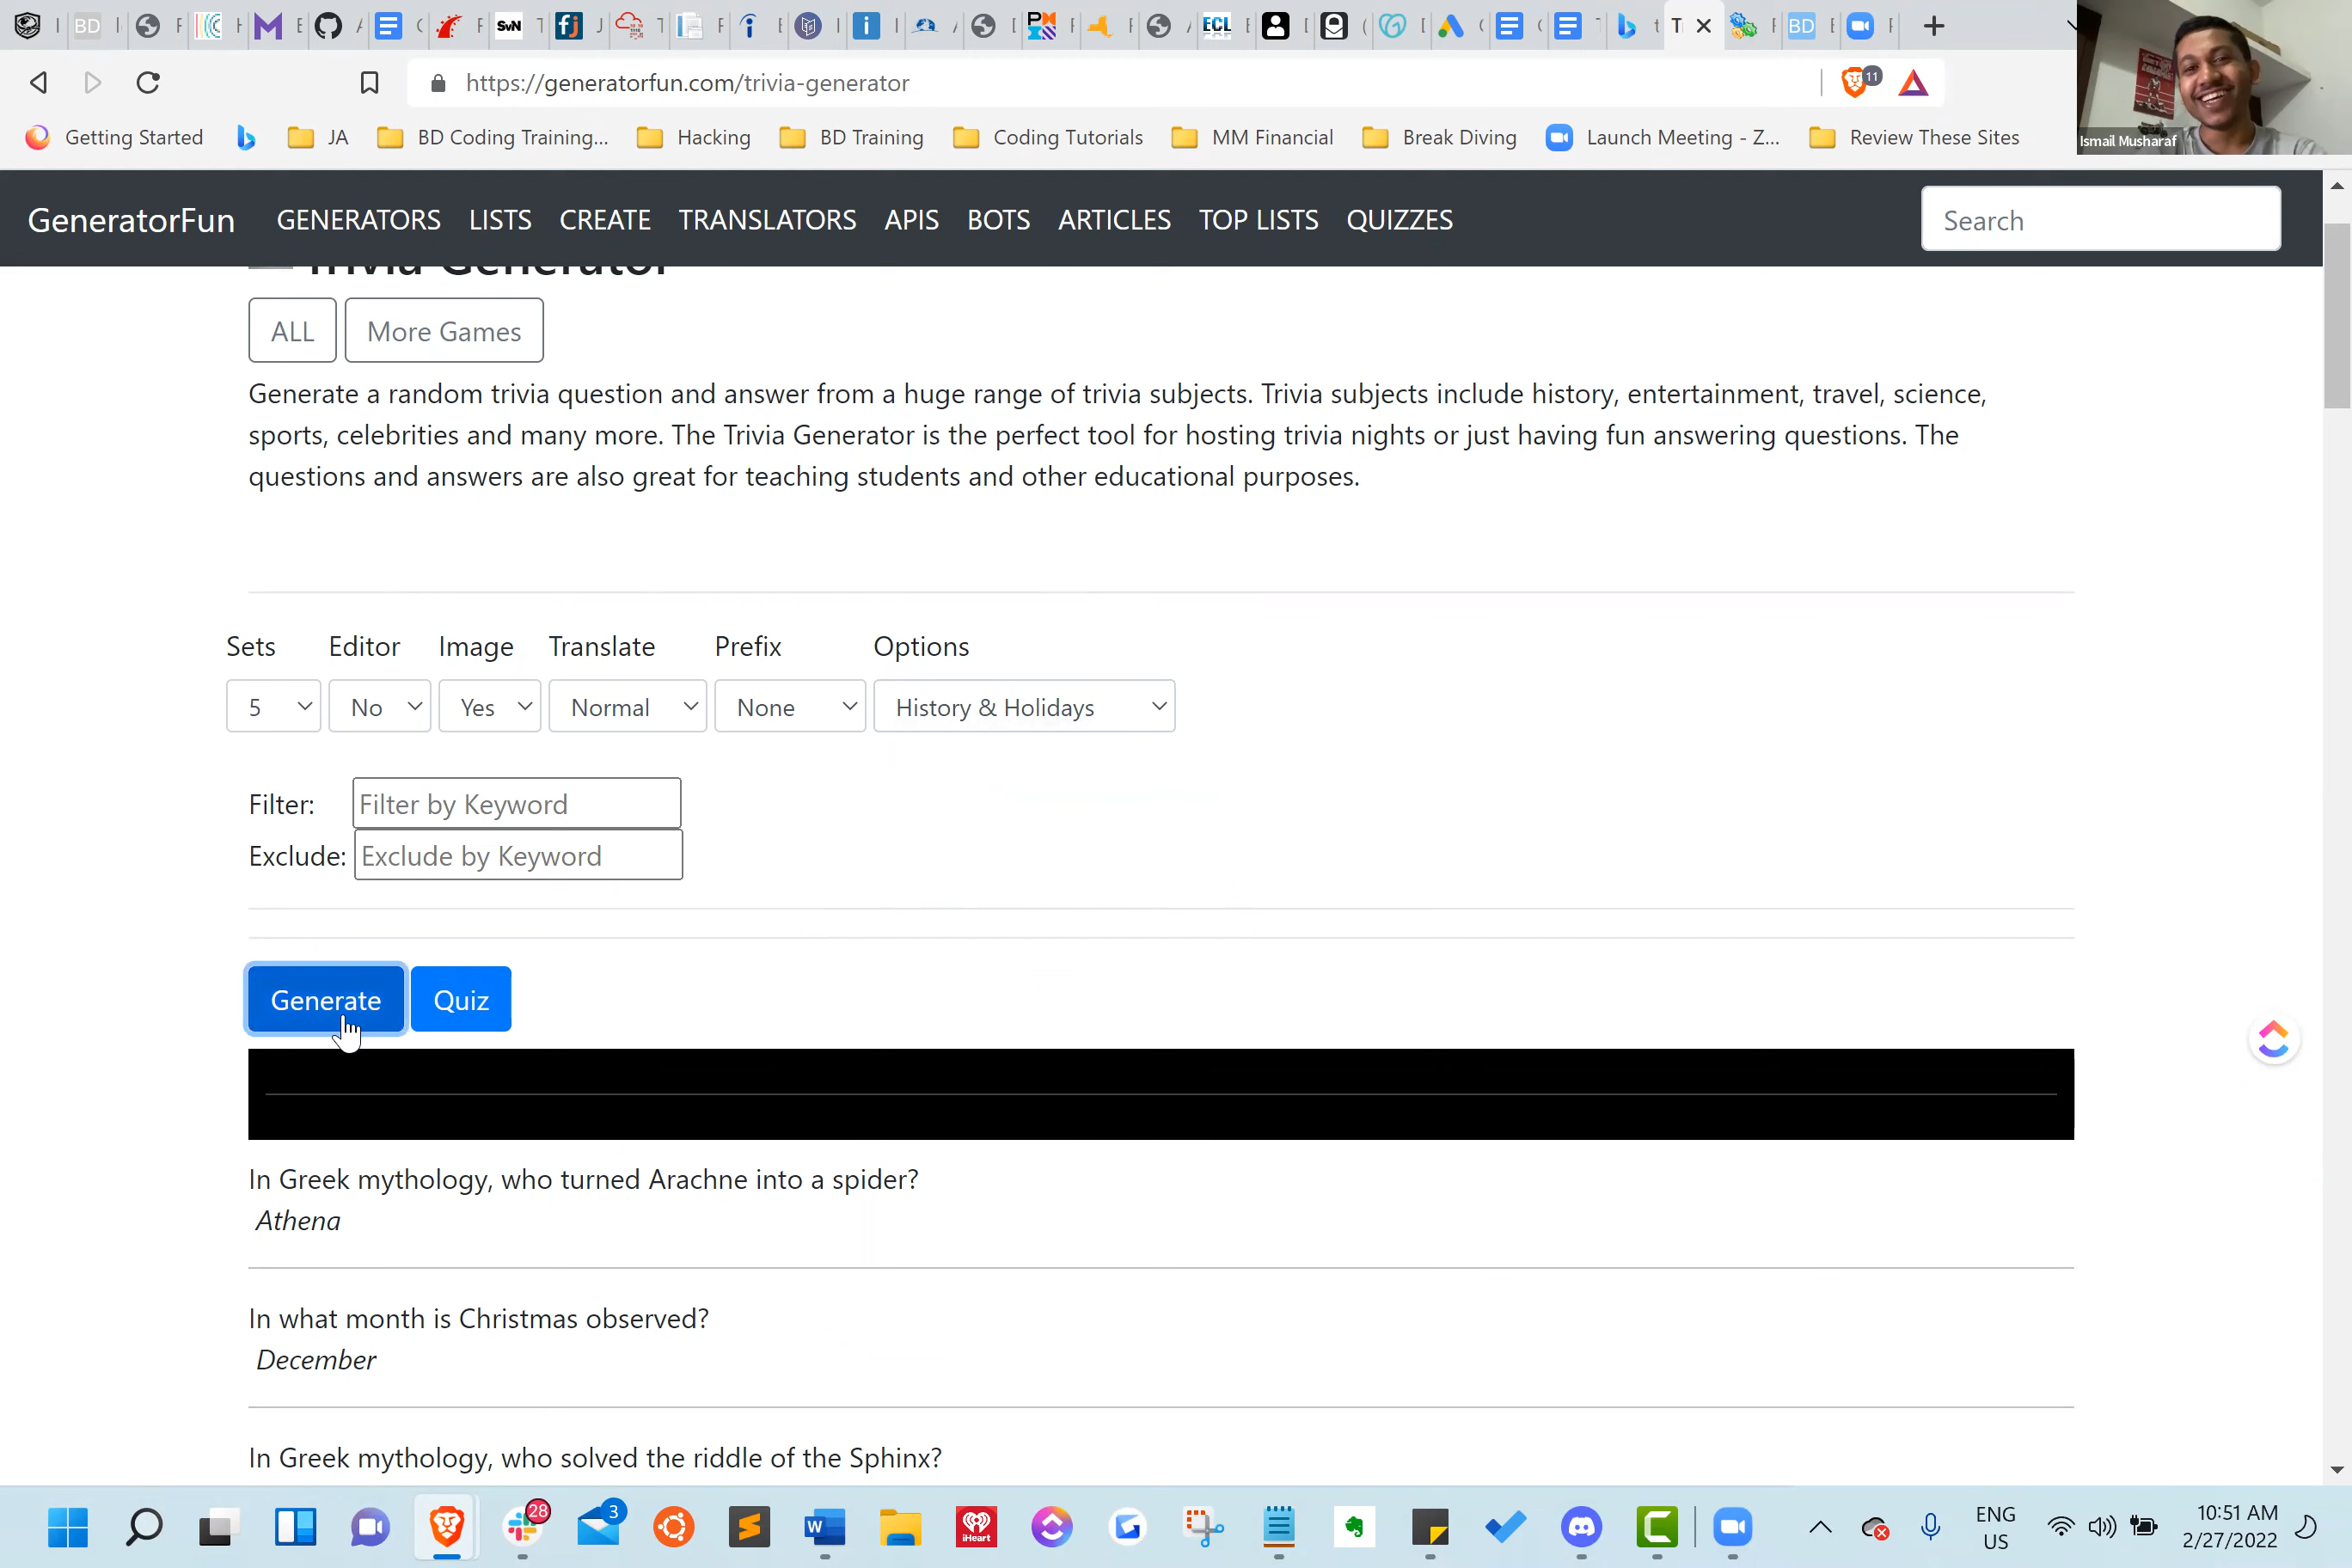 https://generatorfun.com/trivia-generator
11
Getting Started
JA
BD Coding Training...
Hacking
BD Training
Coding Tutorials
MM Financial
Break Diving
Launch Meeting - Z...
Review These Sites
Ismail Musharaf
GeneratorFun
GENERATORS
LISTS
CREATE
TRANSLATORS
APIS
BOTS
ARTICLES
TOP LISTS
QUIZZES
Search
Trivia Generator
ALL
More Games
Generate a random trivia question and answer from a huge range of trivia subjects. Trivia subjects include history, entertainment, travel, science,
sports, celebrities and many more. The Trivia Generator is the perfect tool for hosting trivia nights or just having fun answering questions. The
questions and answers are also great for teaching students and other educational purposes.
Sets Editor Image Translate Prefix Options
5 No Yes Normal None History & Holidays
Filter: Filter by Keyword
Exclude: Exclude by Keyword
Generate
Quiz
In Greek mythology, who turned Arachne into a spider?
Athena
In what month is Christmas observed?
December
In Greek mythology, who solved the riddle of the Sphinx?
28
3
iHeart
ENG
US
10:51 AM
2/27/2022